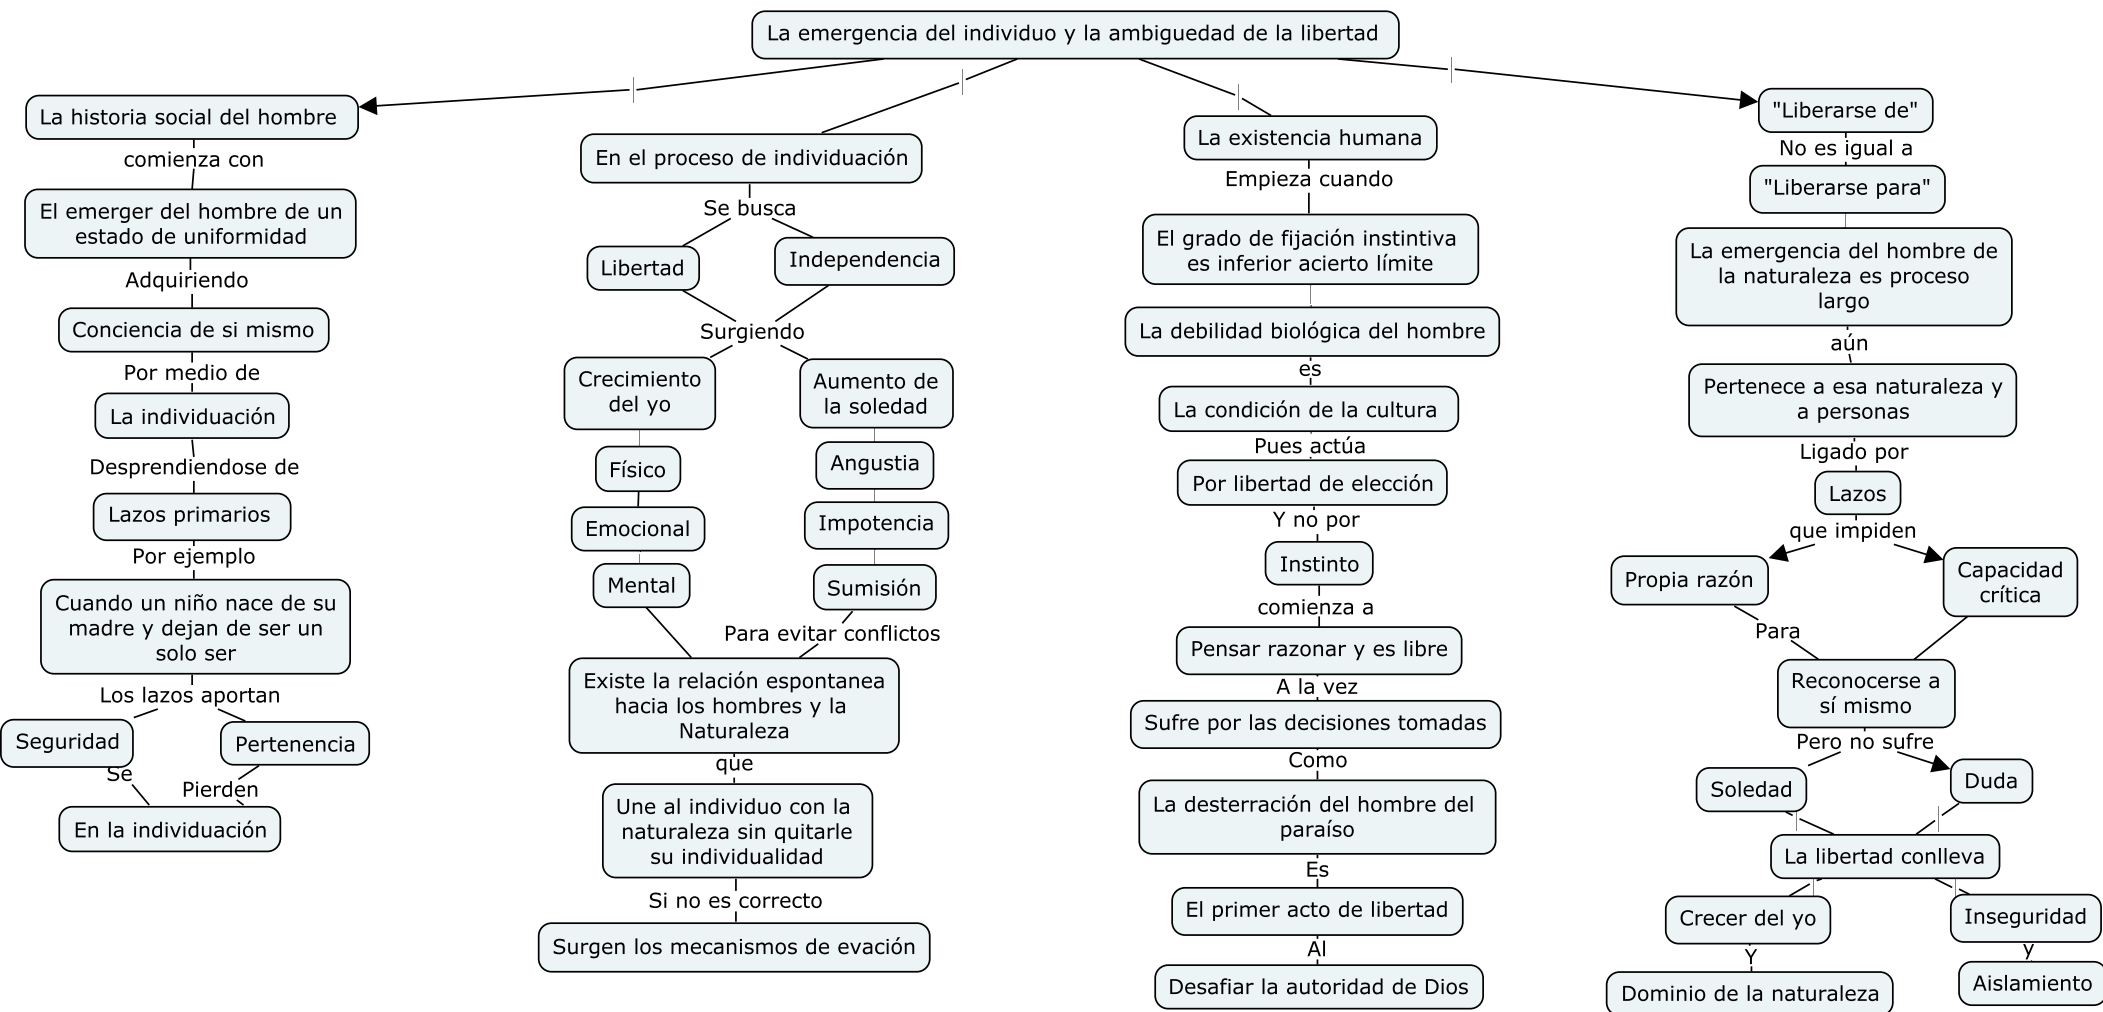 La emergencia del individuo y la ambiguedad de la libertad
La historia social del hombre
comienza con
El emerger del hombre de un
estado de uniformidad
Adquiriendo
Conciencia de si mismo
Por medio de
La individuación
Desprendiendose de
Lazos primarios
Por ejemplo
Cuando un niño nace de su
madre y dejan de ser un
solo ser
Los lazos aportan
Seguridad
Pertenencia
Se
Pierden
En la individuación
En el proceso de individuación
Se busca
Libertad
Independencia
Surgiendo
Crecimiento
del yo
Aumento de
la soledad
Físico
Angustia
Emocional
Impotencia
Mental
Sumisión
Para evitar conflictos
Existe la relación espontanea
hacia los hombres y la
Naturaleza
que
Une al individuo con la
naturaleza sin quitarle
su individualidad
Si no es correcto
Surgen los mecanismos de evación
La existencia humana
Empieza cuando
El grado de fijación instintiva
es inferior acierto límite
La debilidad biológica del hombre
es
La condición de la cultura
Pues actúa
Por libertad de elección
Y no por
Instinto
comienza a
Pensar razonar y es libre
A la vez
Sufre por las decisiones tomadas
Como
La desterración del hombre del
paraíso
Es
El primer acto de libertad
Al
Desafiar la autoridad de Dios
"Liberarse de"
No es igual a
"Liberarse para"
La emergencia del hombre de
la naturaleza es proceso
largo
aún
Pertenece a esa naturaleza y
a personas
Ligado por
Lazos
que impiden
Propia razón
Capacidad
crítica
Para
Reconocerse a
sí mismo
Pero no sufre
Soledad
Duda
La libertad conlleva
Crecer del yo
Inseguridad
Y
y
Dominio de la naturaleza
Aislamiento